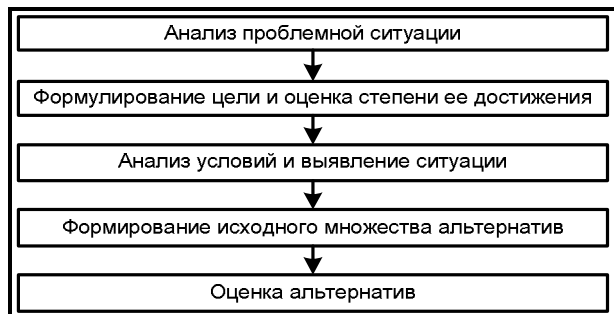 Анализ проблемной ситуации
Формулирование цели и оценка степени ее достижения
Анализ условий и выявление ситуации
Формирование исходного множества альтернатив
Оценка альтернатив